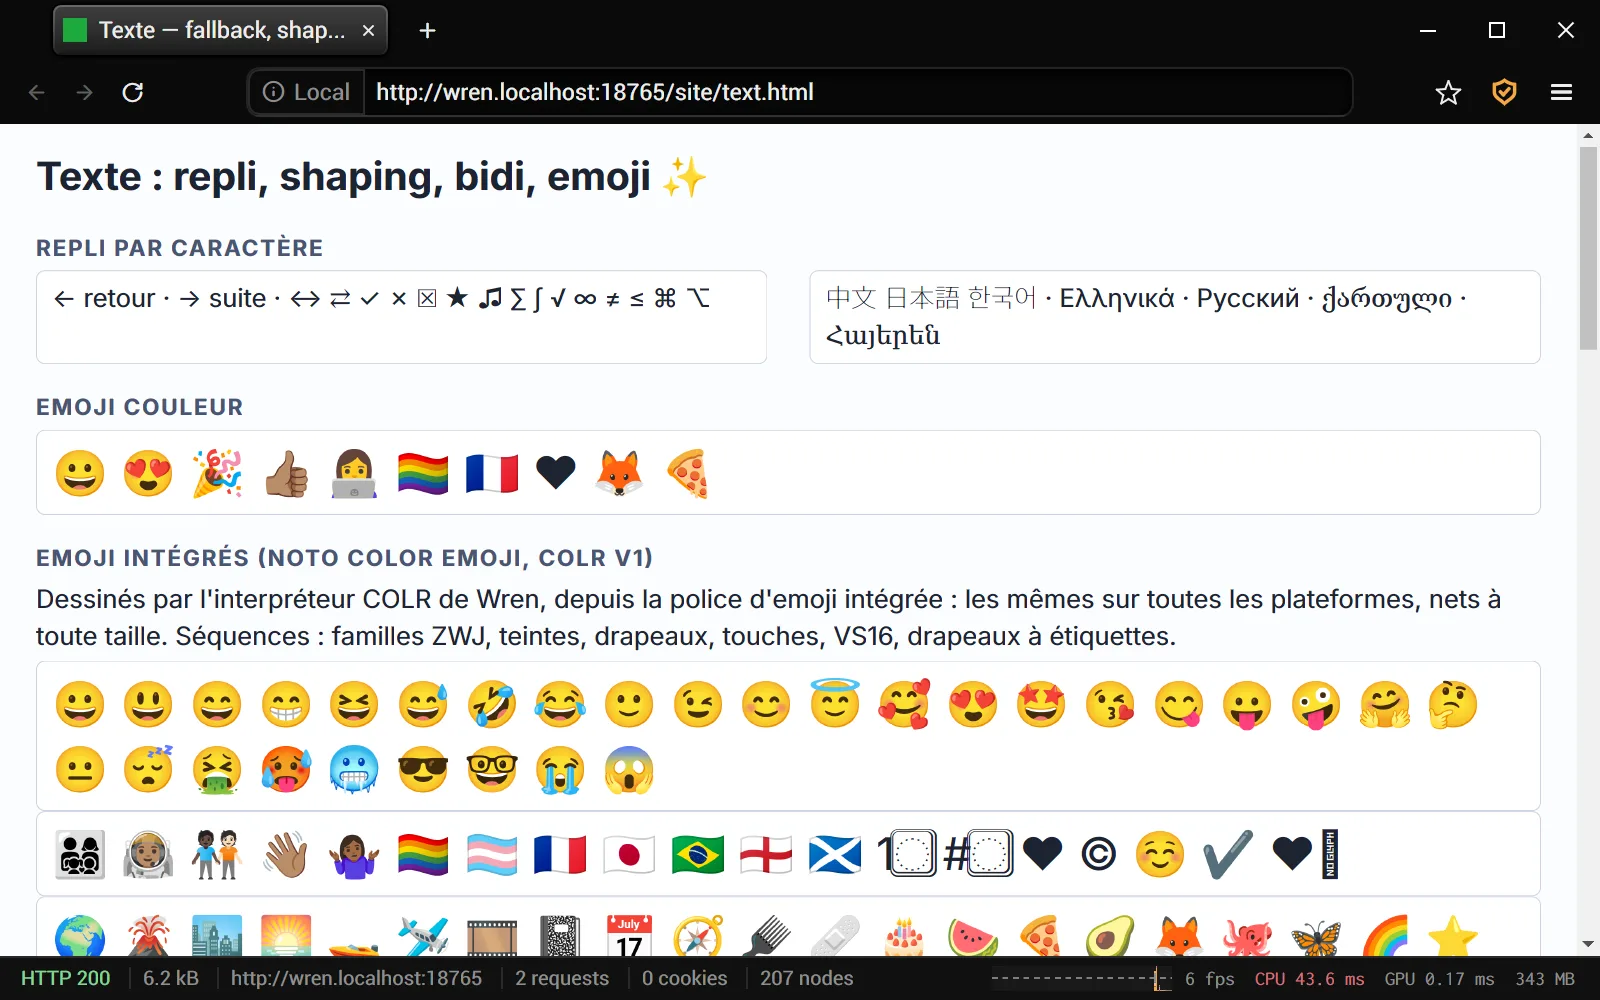 Texte — fallback, shap...
Local
http://wren.localhost:18765/site/text.html
Texte : repli, shaping, bidi, emoji ✨
REPLI PAR CARACTÈRE
← retour · → suite · ↔ ⇄ ✓ × ☒ ★ ♫ ∑ ∫ √ ∞ ≠ ≤ ⌘ ⌥
中文 日本語 한국어 · Ελληνικά · Русский · ქართული ·
Հայերեն
EMOJI COULEUR
😀 😍 🎉 👍🏽 👩‍💻 🏳️‍🌈 🇫🇷 ❤ 🦊 🍕
EMOJI INTÉGRÉS (NOTO COLOR EMOJI, COLR V1)
Dessinés par l'interpréteur COLR de Wren, depuis la police d'emoji intégrée : les mêmes sur toutes les plateformes, nets à
toute taille. Séquences : familles ZWJ, teintes, drapeaux, touches, VS16, drapeaux à étiquettes.
1 # ❤ © ☺️ ✔️ ❤ NO GLYPH
July
17
HTTP 200 6.2 kB http://wren.localhost:18765 2 requests 0 cookies 207 nodes 6 fps CPU 43.6 ms GPU 0.17 ms 343 MB